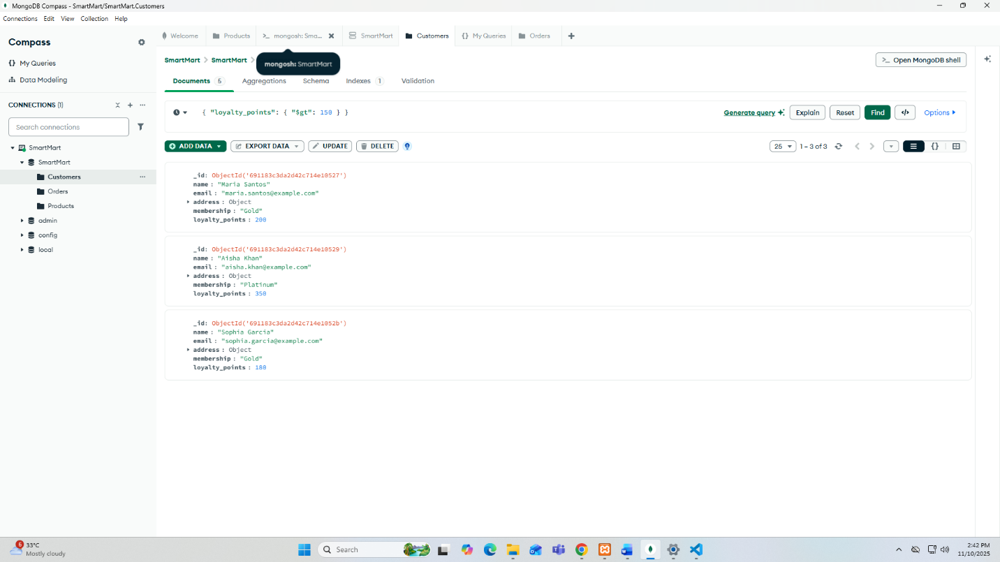 MongoDB Compass - SmartMart/SmartMart.Customers
Connections Edit View Collection Help
Compass
{} My Queries
Data Modeling
CONNECTIONS (1)
Search connections
SmartMart
SmartMart
Customers
Orders
Products
admin
config
local
Welcome Products >_ mongosh: Sma... SmartMart Customers {} My Queries Orders
SmartMart > SmartMart >
mongosh: SmartMart
>_ Open MongoDB shell
Documents 5 Aggregations Schema Indexes 1 Validation
{ "loyalty_points": { "$gt": 150 } }
Generate query Explain Reset Find </> Options
ADD DATA EXPORT DATA UPDATE DELETE
25 1 – 3 of 3 {}
_id: ObjectId('691183c3da2d42c714e10527')
name : "Maria Santos"
email : "maria.santos@example.com"
address : Object
membership : "Gold"
loyalty_points : 200
_id: ObjectId('691183c3da2d42c714e10529')
name : "Aisha Khan"
email : "aisha.khan@example.com"
address : Object
membership : "Platinum"
loyalty_points : 350
_id: ObjectId('691183c3da2d42c714e1052b')
name : "Sophia Garcia"
email : "sophia.garcia@example.com"
address : Object
membership : "Gold"
loyalty_points : 180
6
33°C
Mostly cloudy
Search
2:42 PM
11/10/2025